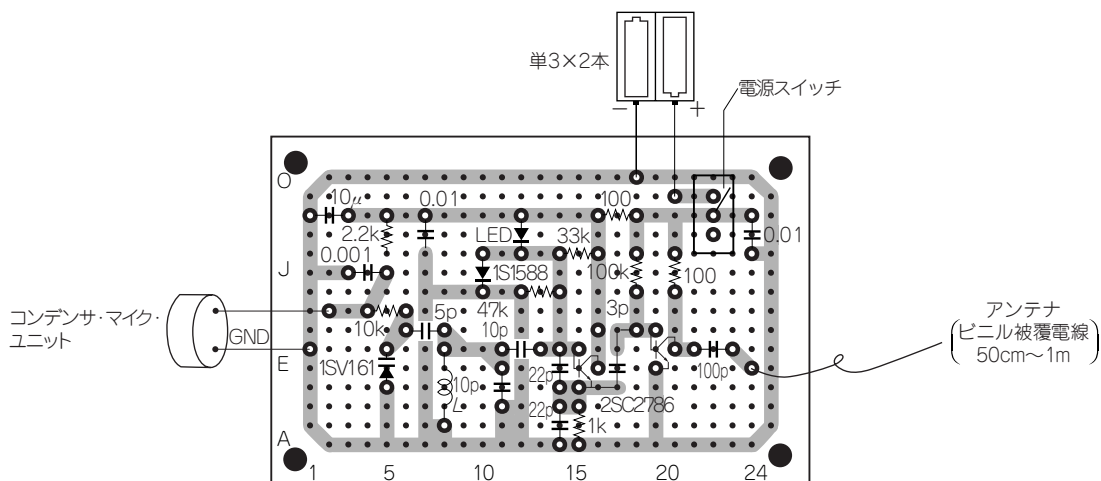 単3×2本
－
＋
電源スイッチ
O
10μ
0.01
100
2.2k
LED
33k
0.01
0.001
J
1S1588
100k
100
コンデンサ・マイク・
ユニット
GND
10k
5p
47k
10p
3p
アンテナ
(ビニル被覆電線)
50cm～1m
E
1SV161
10p
L
22p
100p
22p
2SC2786
1k
A
1
5
10
15
20
24